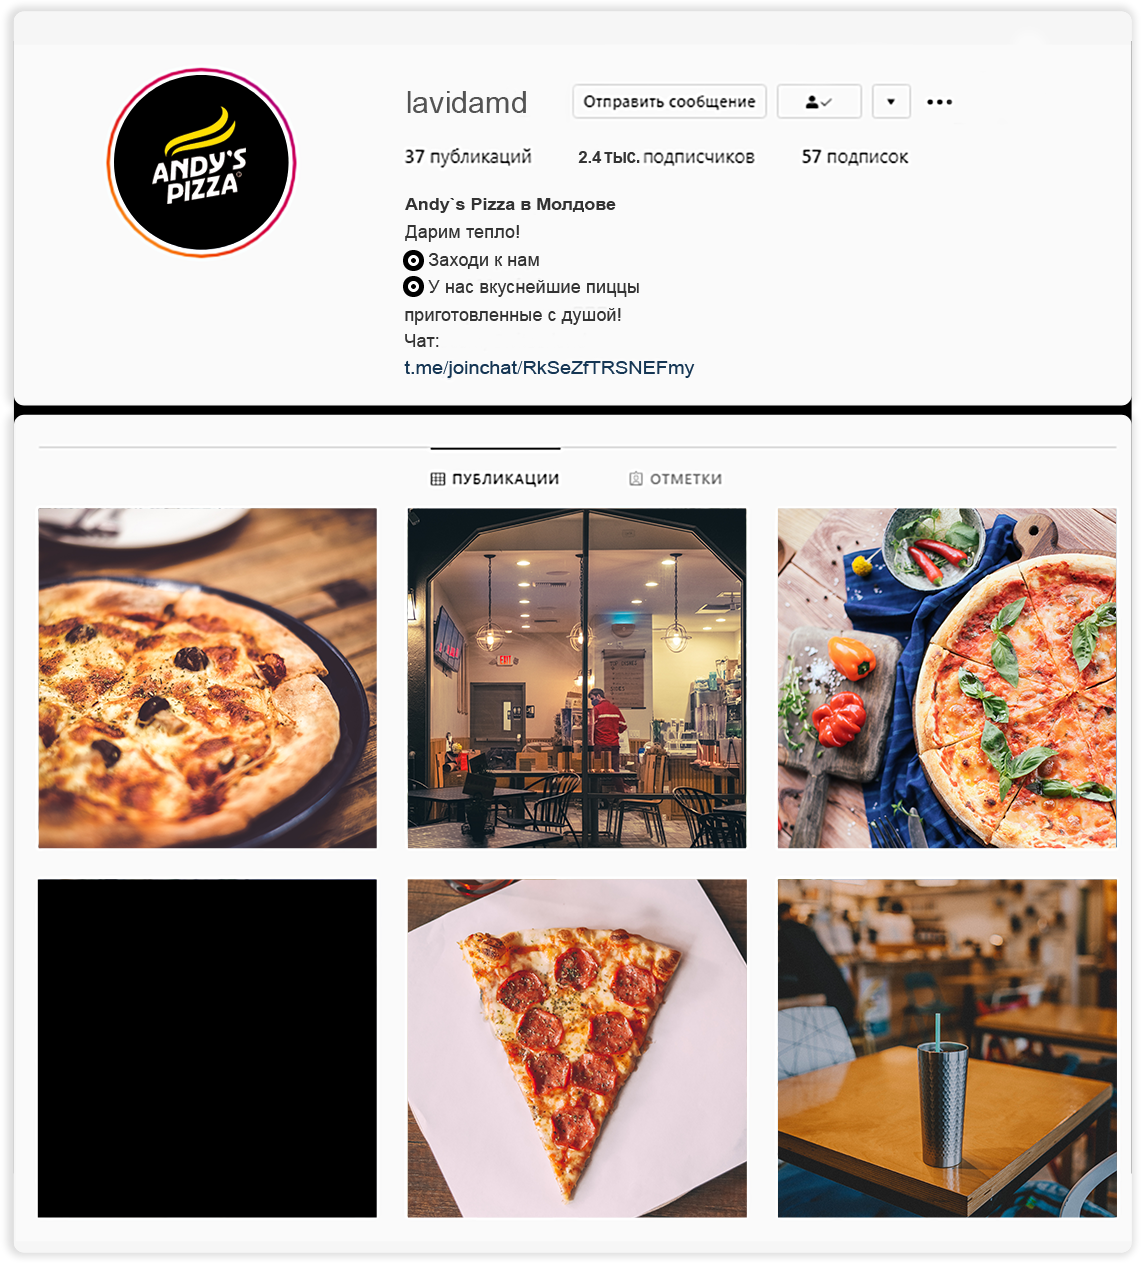 ANDY'S
PIZZA
lavidamd
Отправить сообщение
37 публикаций
2.4 тыс. подписчиков
57 подписок
Andy`s Pizza в Молдове
Дарим тепло!
Заходи к нам
У нас вкуснейшие пиццы
приготовленные с душой!
Чат:
t.me/joinchat/RkSeZfTRSNEFmy
ПУБЛИКАЦИИ
ОТМЕТКИ
EXIT